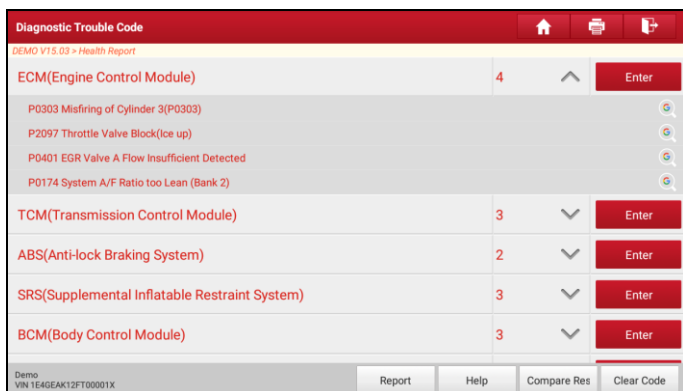 Diagnostic Trouble Code
DEMO V15.03 > Health Report
ECM(Engine Control Module) 4 Enter
P0303 Misfiring of Cylinder 3(P0303)
P2097 Throttle Valve Block(Ice up)
P0401 EGR Valve A Flow Insufficient Detected
P0174 System A/F Ratio too Lean (Bank 2)
TCM(Transmission Control Module) 3 Enter
ABS(Anti-lock Braking System) 2 Enter
SRS(Supplemental Inflatable Restraint System) 3 Enter
BCM(Body Control Module) 3 Enter
Demo
VIN 1E4GEAK12FT00001X
Report Help Compare Res Clear Code